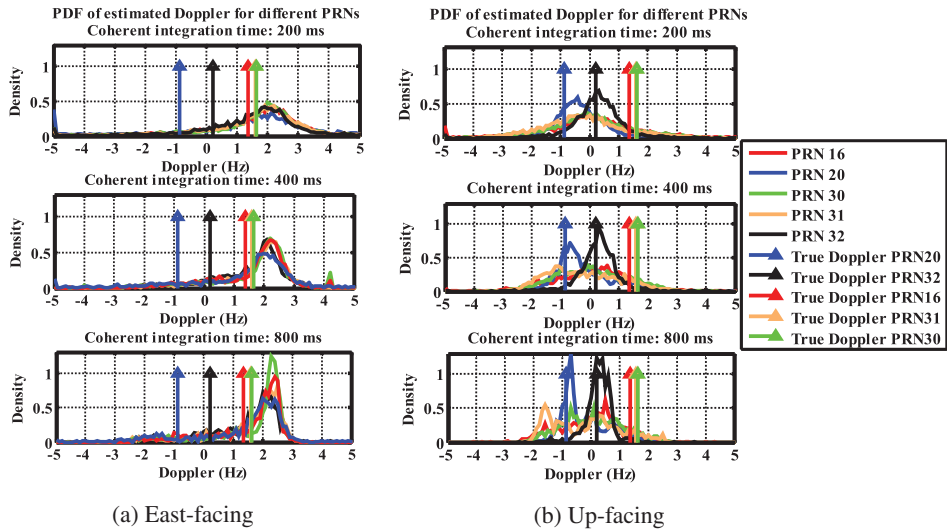 PDF of estimated Doppler for different PRNs
Coherent integration time: 200 ms
1
0.5
0
Density
-5 -4 -3 -2 -1 0 1 2 3 4 5
Doppler (Hz)
Coherent integration time: 400 ms
1
0.5
0
Density
-5 -4 -3 -2 -1 0 1 2 3 4 5
Doppler (Hz)
Coherent integration time: 800 ms
1
0.5
0
Density
-5 -4 -3 -2 -1 0 1 2 3 4 5
Doppler (Hz)
(a) East-facing
PDF of estimated Doppler for different PRNs
Coherent integration time: 200 ms
1
0.5
0
Density
-5 -4 -3 -2 -1 0 1 2 3 4 5
Doppler (Hz)
Coherent integration time: 400 ms
1
0.5
0
Density
-5 -4 -3 -2 -1 0 1 2 3 4 5
Doppler (Hz)
Coherent integration time: 800 ms
1
0.5
0
Density
-5 -4 -3 -2 -1 0 1 2 3 4 5
Doppler (Hz)
(b) Up-facing
PRN 16
PRN 20
PRN 30
PRN 31
PRN 32
True Doppler PRN20
True Doppler PRN32
True Doppler PRN16
True Doppler PRN31
True Doppler PRN30